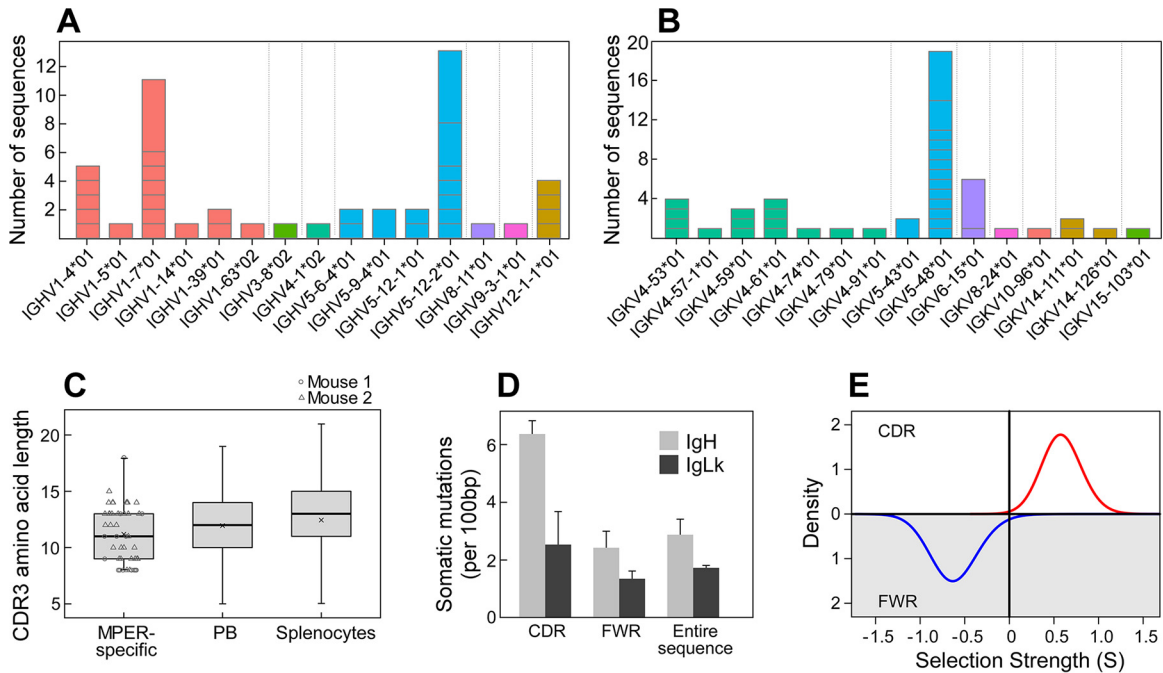 A
Number of sequences
12
10
8
6
4
2
IGHV1-4*01
IGHV1-5*01
IGHV1-7*01
IGHV1-14*01
IGHV1-39*01
IGHV1-63*02
IGHV3-8*02
IGHV4-1*02
IGHV5-6-4*01
IGHV5-9-4*01
IGHV5-12-1*01
IGHV5-12-2*01
IGHV8-11*01
IGHV9-3-1*01
IGHV12-1-1*01
B
Number of sequences
20
16
12
8
4
IGKV4-53*01
IGKV4-57-1*01
IGKV4-59*01
IGKV4-61*01
IGKV4-74*01
IGKV4-79*01
IGKV4-91*01
IGKV5-43*01
IGKV5-48*01
IGKV6-15*01
IGKV8-24*01
IGKV10-96*01
IGKV14-111*01
IGKV14-126*01
IGKV15-103*01
C
Mouse 1
Mouse 2
CDR3 amino acid length
20
15
10
5
MPER-
specific
PB
Splenocytes
D
Somatic mutations
(per 100bp)
6
4
2
0
IgH
IgLk
CDR
FWR
Entire
sequence
E
Density
2
1
0
1
2
CDR
FWR
-1.5
-1.0
-0.5
0
0.5
1.0
1.5
Selection Strength (S)